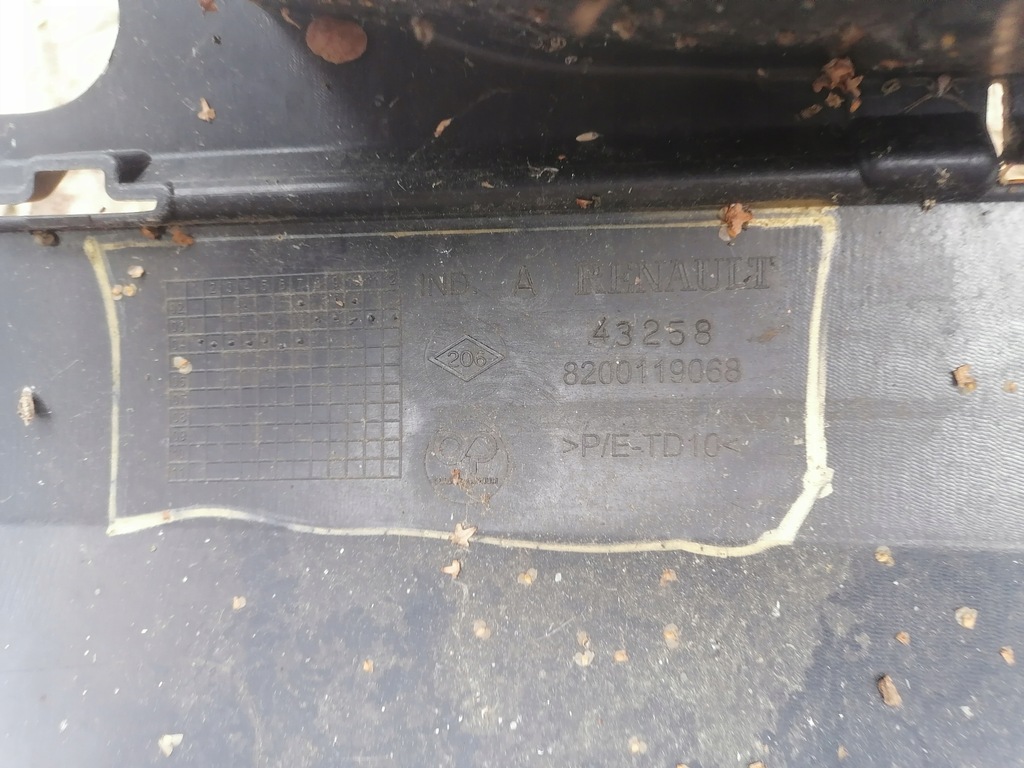 IND. A RENAULT
43258
206
8200119068
>P/E-TD10<